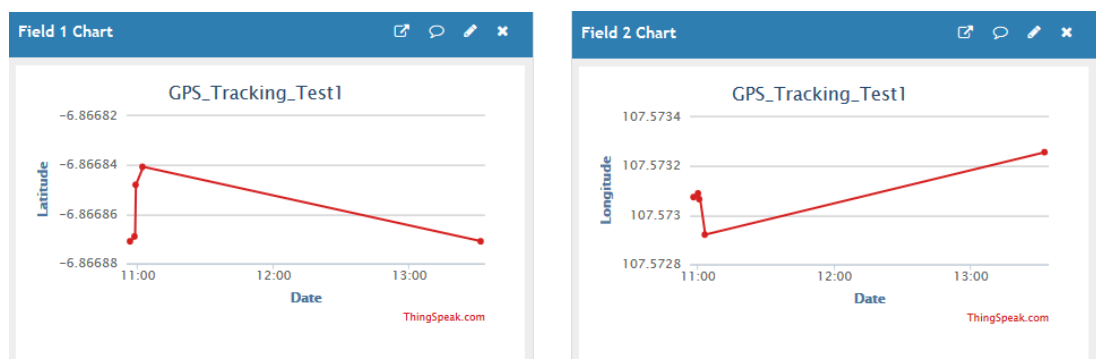 Field 1 Chart
GPS_Tracking_Test1
-6.86682
-6.86684
-6.86686
-6.86688
Latitude
11:00 12:00 13:00
Date
ThingSpeak.com
Field 2 Chart
GPS_Tracking_Test1
107.5734
107.5732
107.573
107.5728
Longitude
11:00 12:00 13:00
Date
ThingSpeak.com